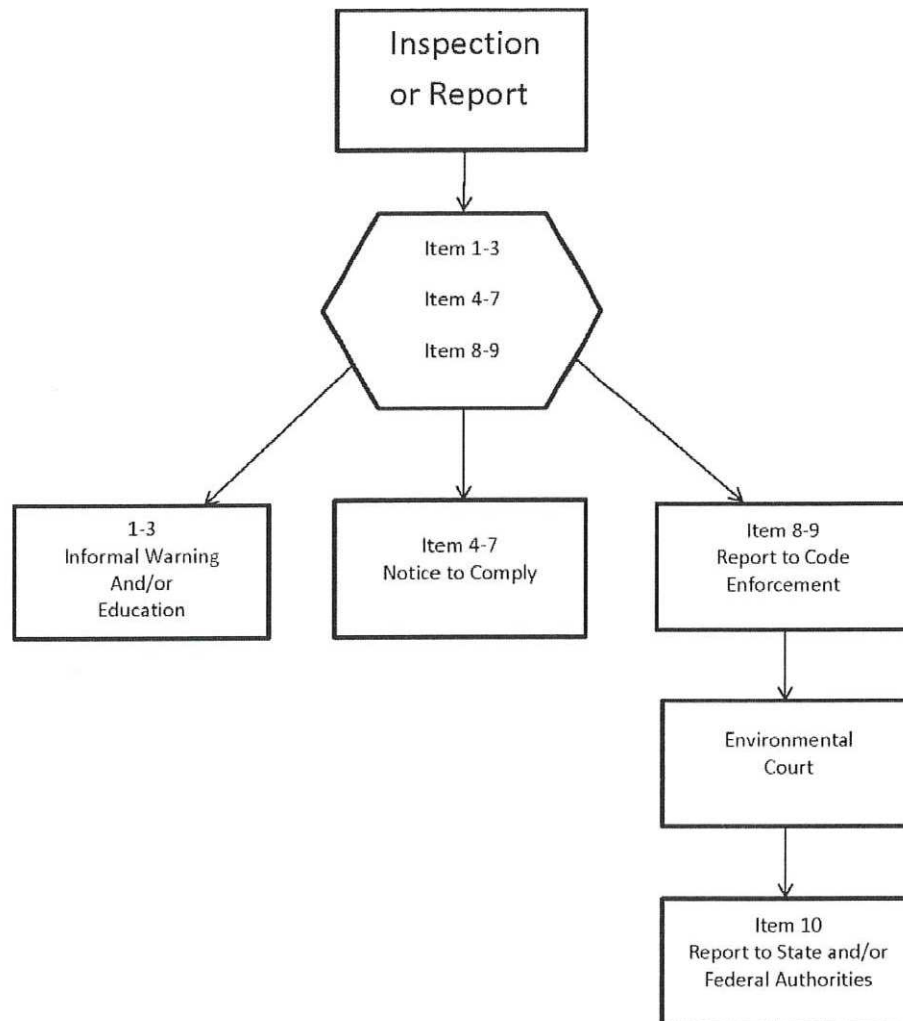 Inspection
or Report
Item 1-3
Item 4-7
Item 8-9
1-3
Informal Warning
And/or
Education
Item 4-7
Notice to Comply
Item 8-9
Report to Code
Enforcement
Environmental
Court
Item 10
Report to State and/or
Federal Authorities